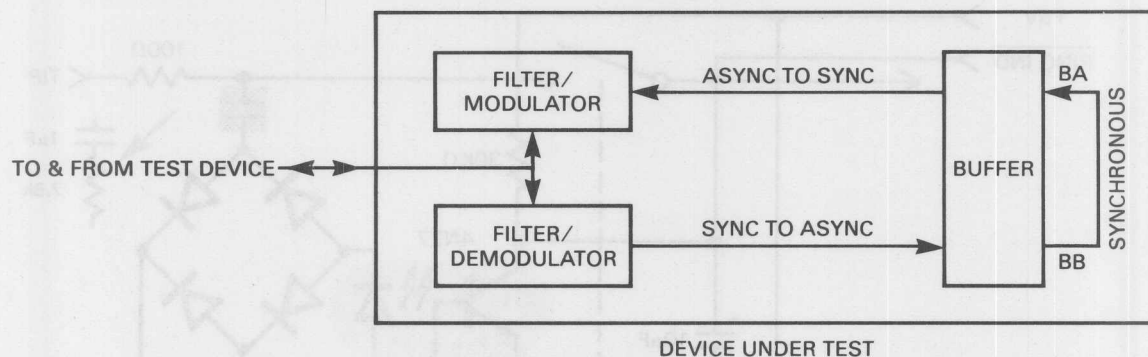 FILTER/
MODULATOR
ASYNC TO SYNC
BA
TO & FROM TEST DEVICE
BUFFER
SYNCHRONOUS
FILTER/
DEMODULATOR
SYNC TO ASYNC
BB
DEVICE UNDER TEST